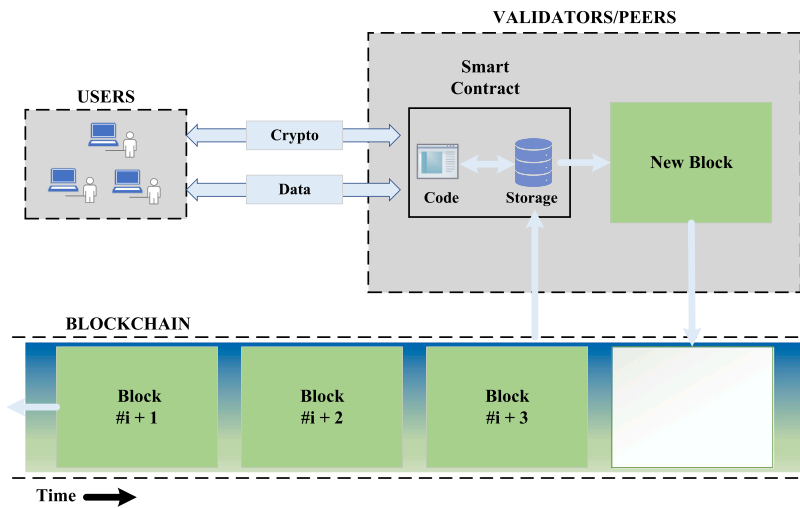 VALIDATORS/PEERS
USERS
Smart
Contract
Crypto
Data
Code
Storage
New Block
BLOCKCHAIN
Block
#i + 1
Block
#i + 2
Block
#i + 3
Time